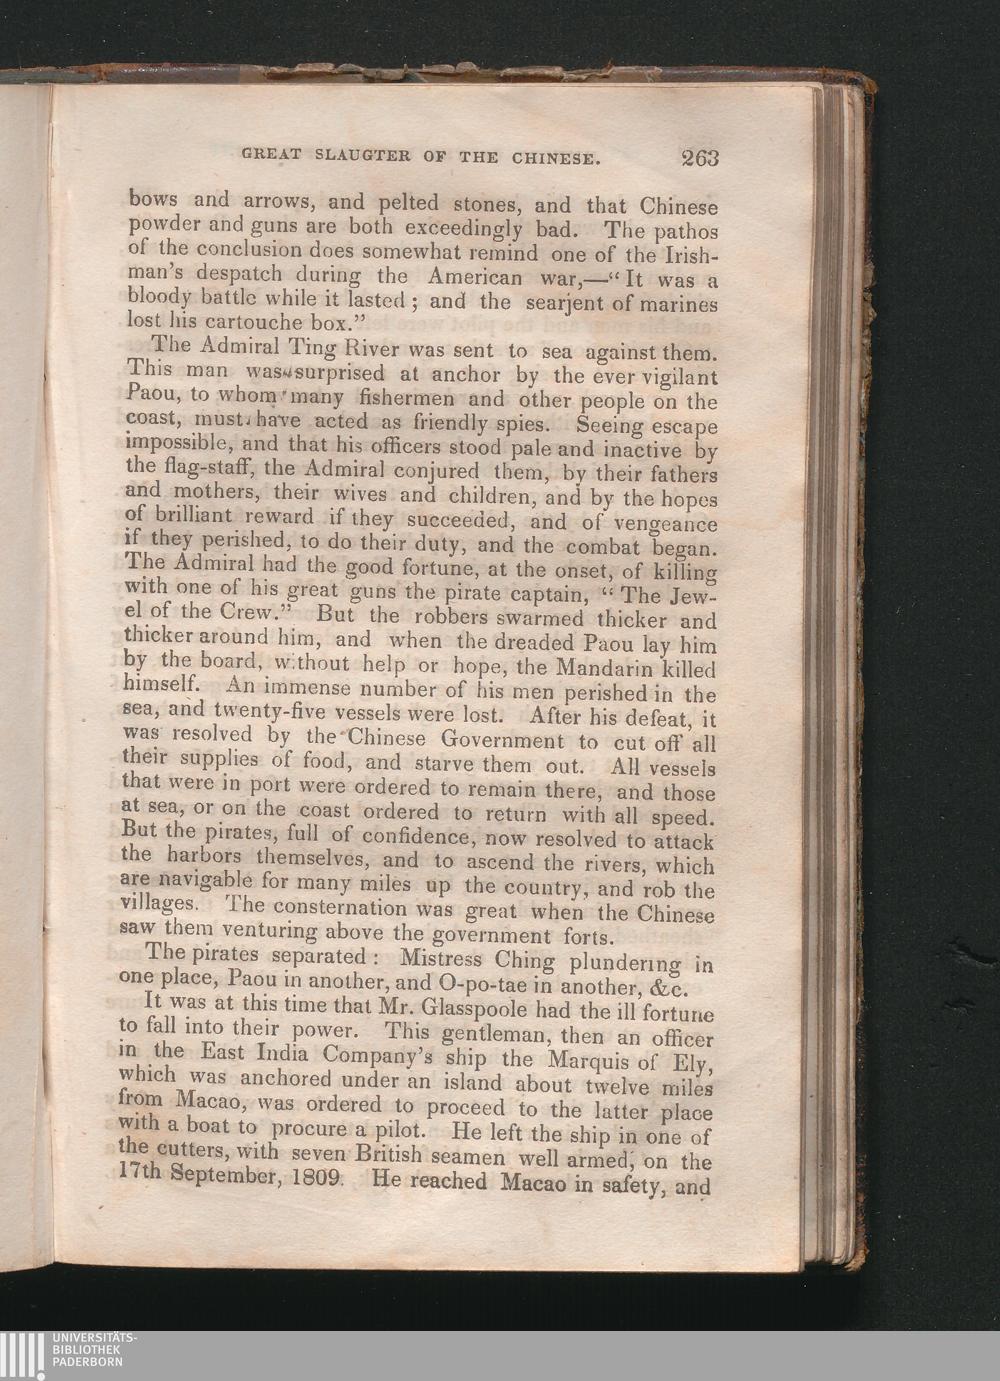 GREAT SLAUGTER OF THE CHINESE. 263
bows and arrows, and pelted stones, and that Chinese
powder and guns are both exceedingly bad. The pathos
of the conclusion does somewhat remind one of the Irish-
man's despatch during the American war,—“ It was a
bloody battle while it lasted ; and the searjent of marines
lost his cartouche box.”
The Admiral Ting River was sent to sea against them.
This man was surprised at anchor by the ever vigilant
Paou, to whom many fishermen and other people on the
coast, must have acted as friendly spies. Seeing escape
impossible, and that his officers stood pale and inactive by
the flag-staff, the Admiral conjured them, by their fathers
and mothers, their wives and children, and by the hopes
of brilliant reward if they succeeded, and of vengeance
if they perished, to do their duty, and the combat began.
The Admiral had the good fortune, at the onset, of killing
with one of his great guns the pirate captain, “ The Jew-
el of the Crew.” But the robbers swarmed thicker and
thicker around him, and when the dreaded Paou lay him
by the board, without help or hope, the Mandarin killed
himself. An immense number of his men perished in the
sea, and twenty-five vessels were lost. After his defeat, it
was resolved by the Chinese Government to cut off all
their supplies of food, and starve them out. All vessels
that were in port were ordered to remain there, and those
at sea, or on the coast ordered to return with all speed.
But the pirates, full of confidence, now resolved to attack
the harbors themselves, and to ascend the rivers, which
are navigable for many miles up the country, and rob the
villages. The consternation was great when the Chinese
saw them venturing above the government forts.
The pirates separated : Mistress Ching plundering in
one place, Paou in another, and O-po-tae in another, &c.
It was at this time that Mr. Glasspoole had the ill fortune
to fall into their power. This gentleman, then an officer
in the East India Company's ship the Marquis of Ely,
which was anchored under an island about twelve miles
from Macao, was ordered to proceed to the latter place
with a boat to procure a pilot. He left the ship in one of
the cutters, with seven British seamen well armed, on the
17th September, 1809. He reached Macao in safety, and
UNIVERSITÄTS-
BIBLIOTHEK
PADERBORN